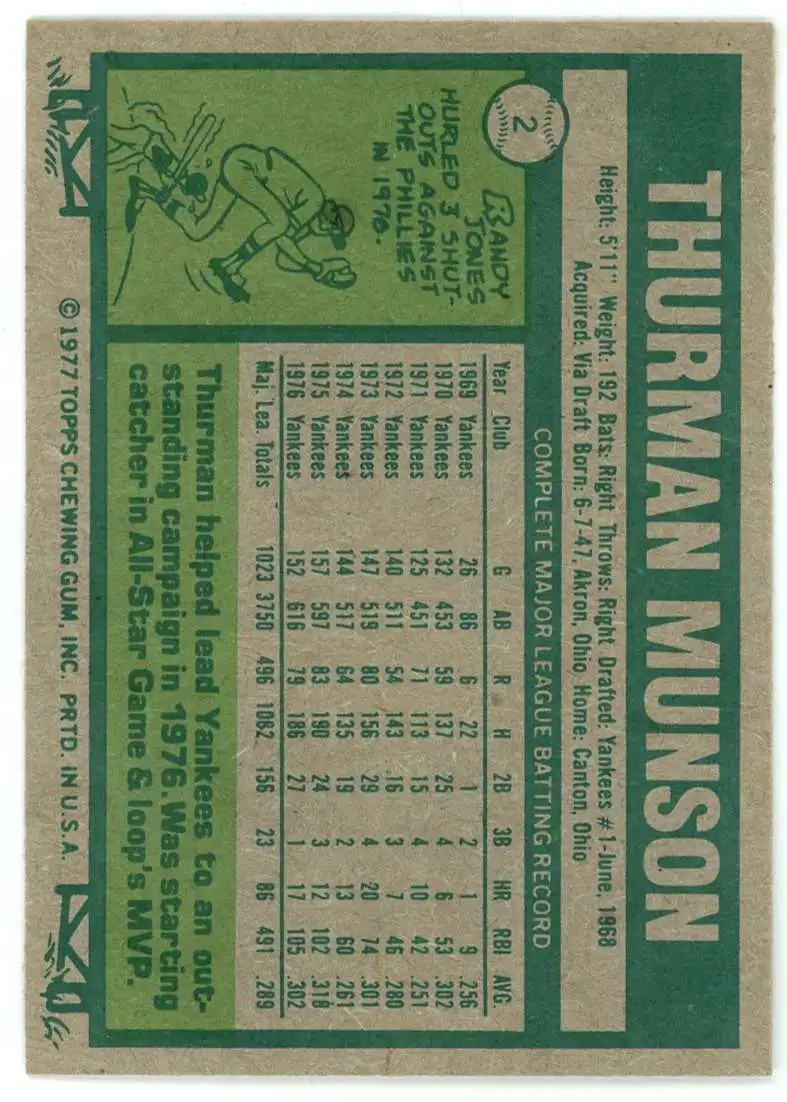 THURMAN MUNSON
Height: 5'11" Weight: 192 Bats: Right Throws: Right Drafted: Yankees #1-June, 1968
Acquired: Via Draft Born: 6-7-47, Akron, Ohio Home: Canton, Ohio
2
RANDY
JONES
HURLED 3 SHUT-
OUTS AGAINST
THE PHILLIES
IN 1976.
COMPLETE MAJOR LEAGUE BATTING RECORD
Year Club G AB R H 2B 3B HR RBI AVG.
1969 Yankees 26 86 6 22 1 2 1 9 .256
1970 Yankees 132 453 59 137 25 4 6 53 .302
1971 Yankees 125 451 71 113 15 4 10 42 .251
1972 Yankees 140 511 54 143 16 3 7 46 .280
1973 Yankees 147 519 80 156 29 4 20 74 .301
1974 Yankees 144 517 64 135 19 2 13 60 .261
1975 Yankees 157 597 83 190 24 3 12 102 .318
1976 Yankees 152 616 79 186 27 1 17 105 .302
Maj. Lea. Totals 1023 3750 496 1082 156 23 86 491 .289
Thurman helped lead Yankees to an out-
standing campaign in 1976. Was starting
catcher in All-Star Game & loop's MVP.
© 1977 TOPPS CHEWING GUM, INC. PRTD. IN U.S.A.